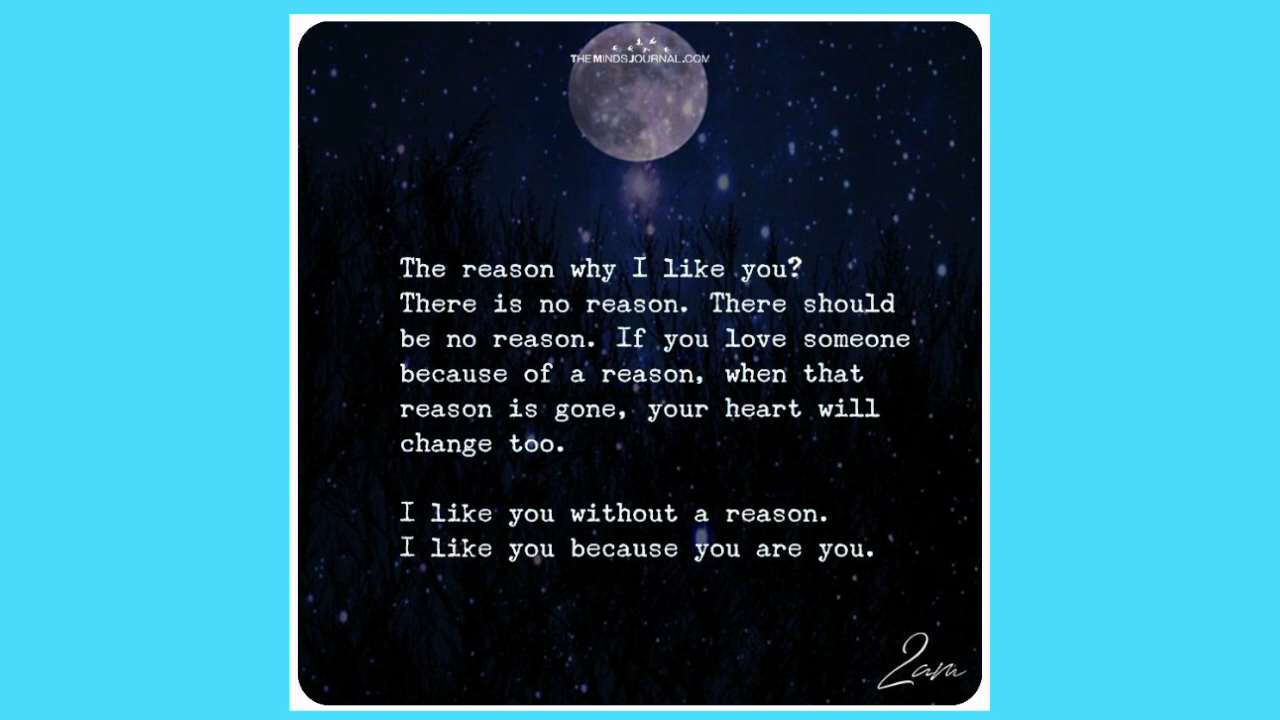 THEMINDSJOURNAL.COM
The reason why I like you?
There is no reason. There should
be no reason. If you love someone
because of a reason, when that
reason is gone, your heart will
change too.
I like you without a reason.
I like you because you are you.
2am